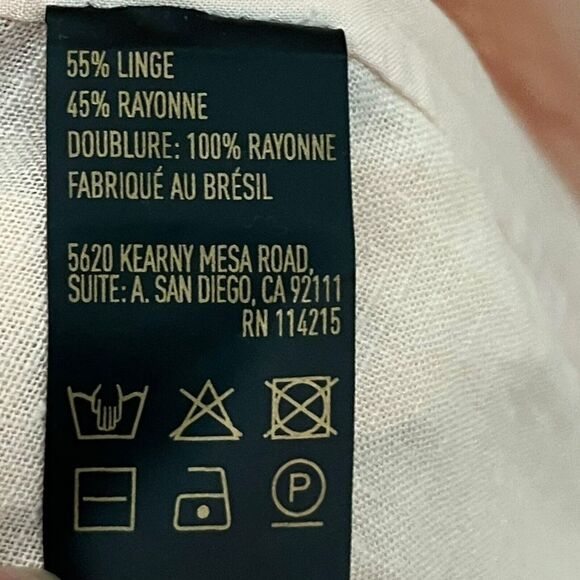 55% LINGE
45% RAYONNE
DOUBLURE: 100% RAYONNE
FABRIQUÉ AU BRÉSIL
5620 KEARNY MESA ROAD,
SUITE: A. SAN DIEGO, CA 92111
RN 114215
P